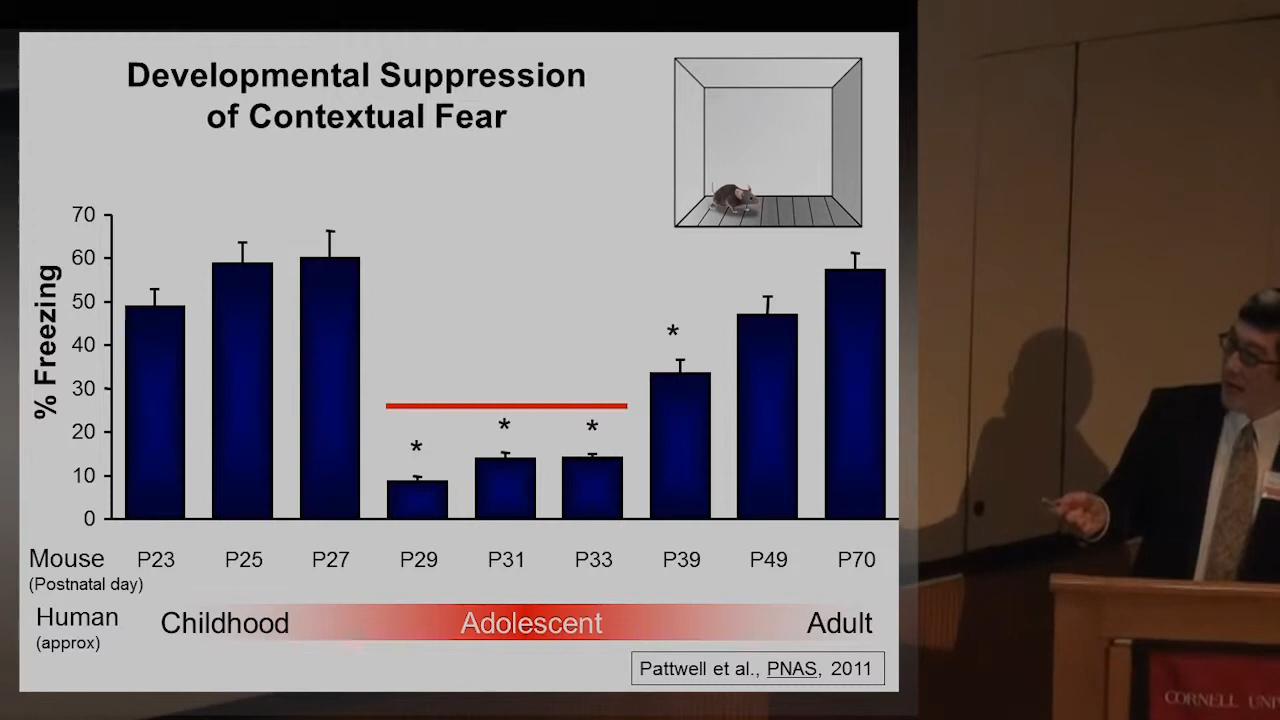 Developmental Suppression
of Contextual Fear
% Freezing
70
60
50
40
30
20
10
0
*
*
*
*
Mouse P23 P25 P27 P29 P31 P33 P39 P49 P70
(Postnatal day)
Human Childhood Adolescent Adult
(approx)
Pattwell et al., PNAS, 2011
CORNELL UNI